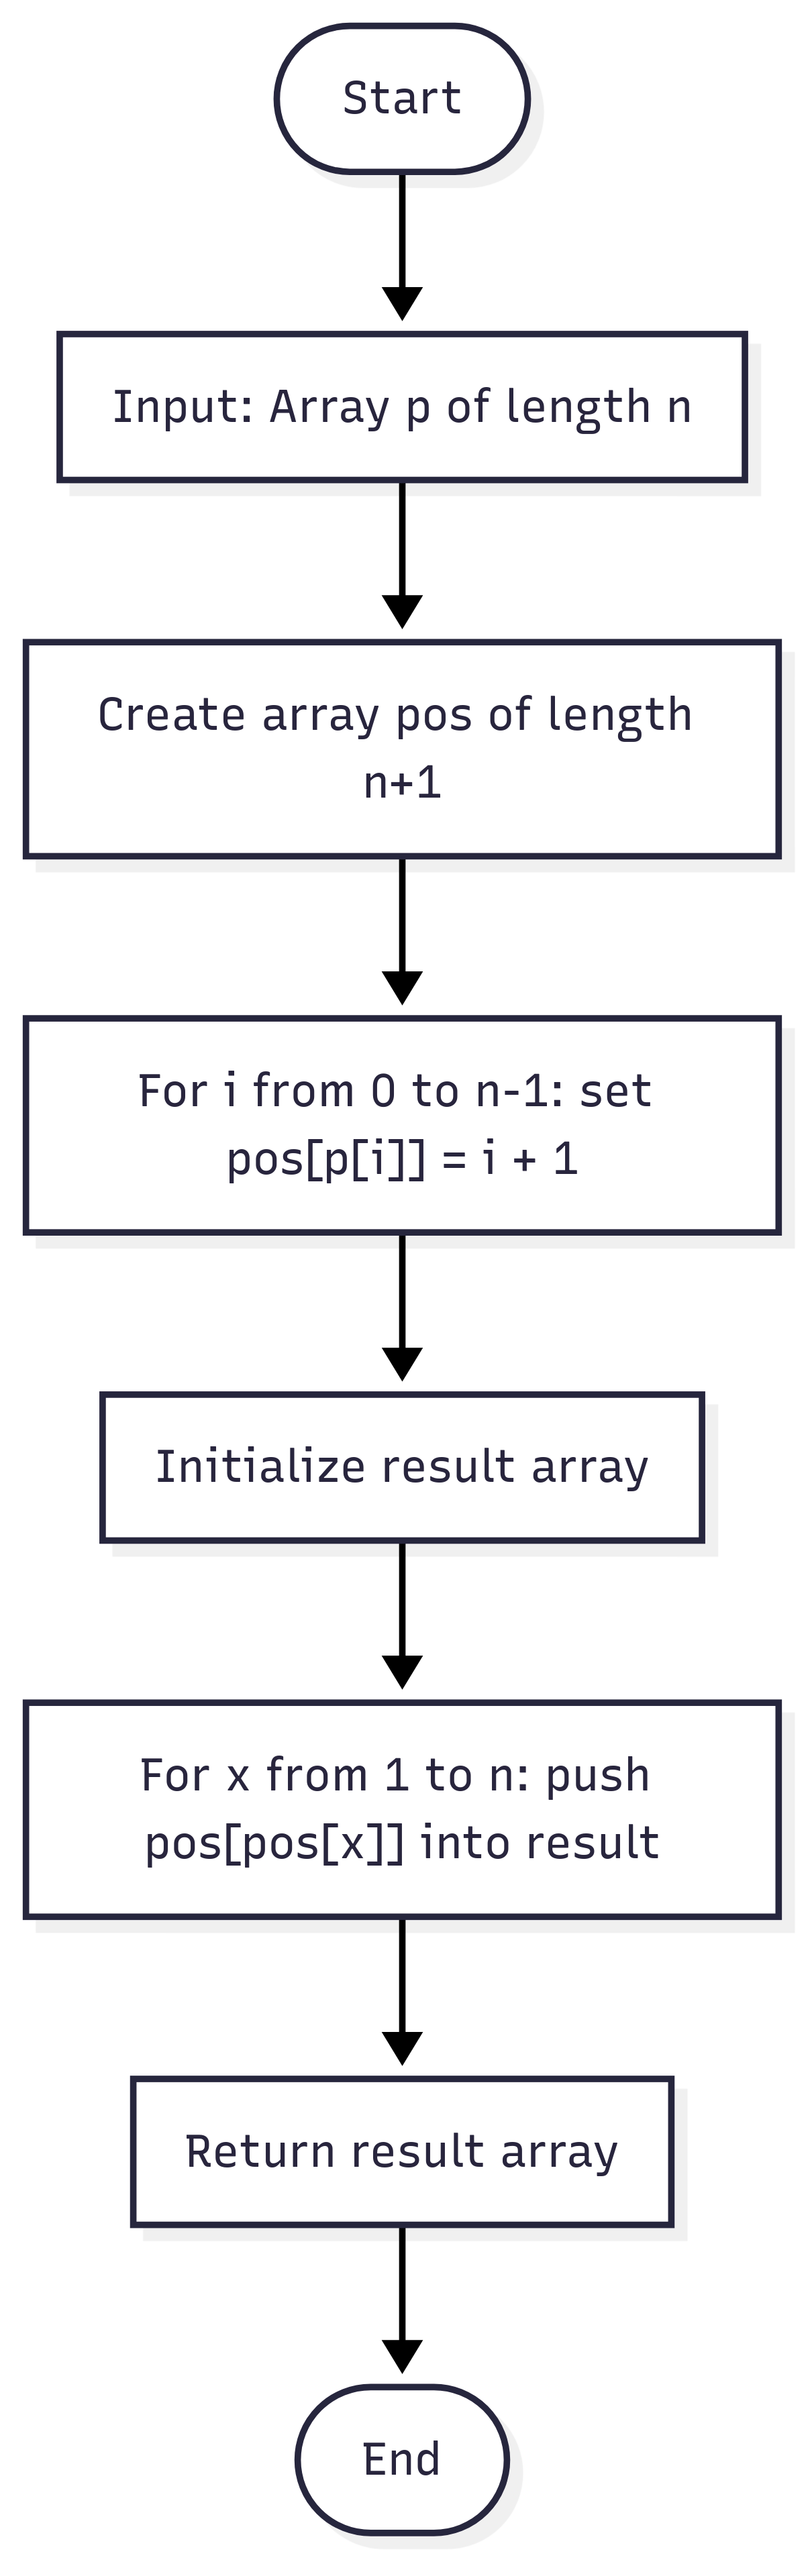 Start
Input: Array p of length n
Create array pos of length
n+1
For i from 0 to n-1: set
pos[p[i]] = i + 1
Initialize result array
For x from 1 to n: push
pos[pos[x]] into result
Return result array
End